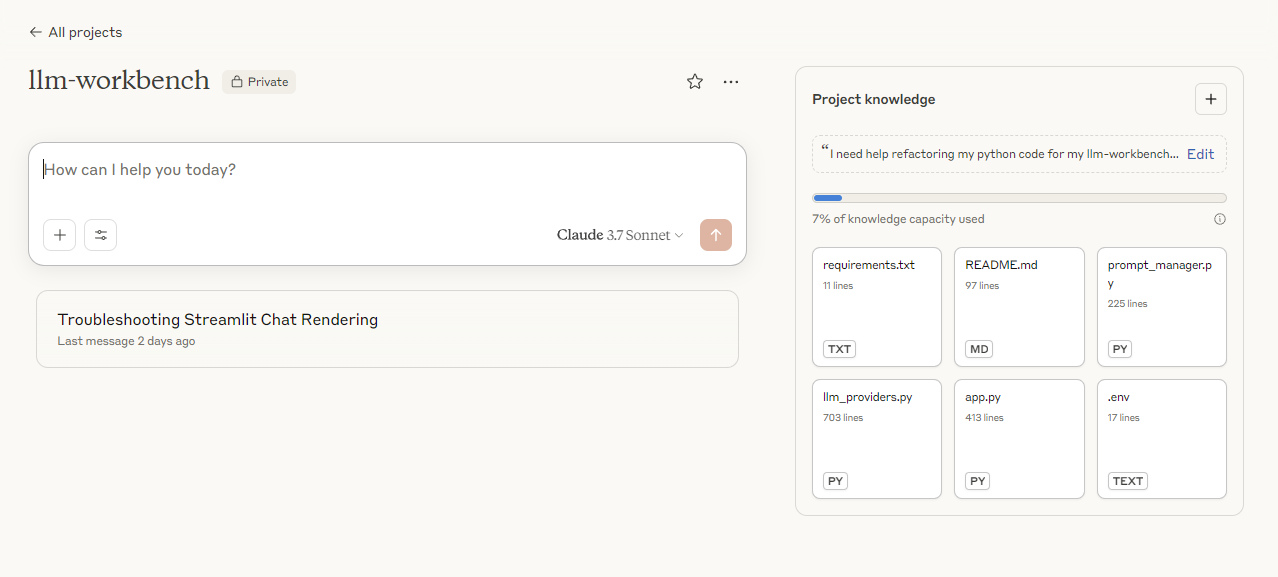 ← All projects
llm-workbench
Private
How can I help you today?
Claude 3.7 Sonnet
Troubleshooting Streamlit Chat Rendering
Last message 2 days ago
Project knowledge
“I need help refactoring my python code for my llm-workbench... Edit
7% of knowledge capacity used
requirements.txt
11 lines
TXT
README.md
97 lines
MD
prompt_manager.p
y
225 lines
PY
llm_providers.py
703 lines
PY
app.py
413 lines
PY
.env
17 lines
TEXT